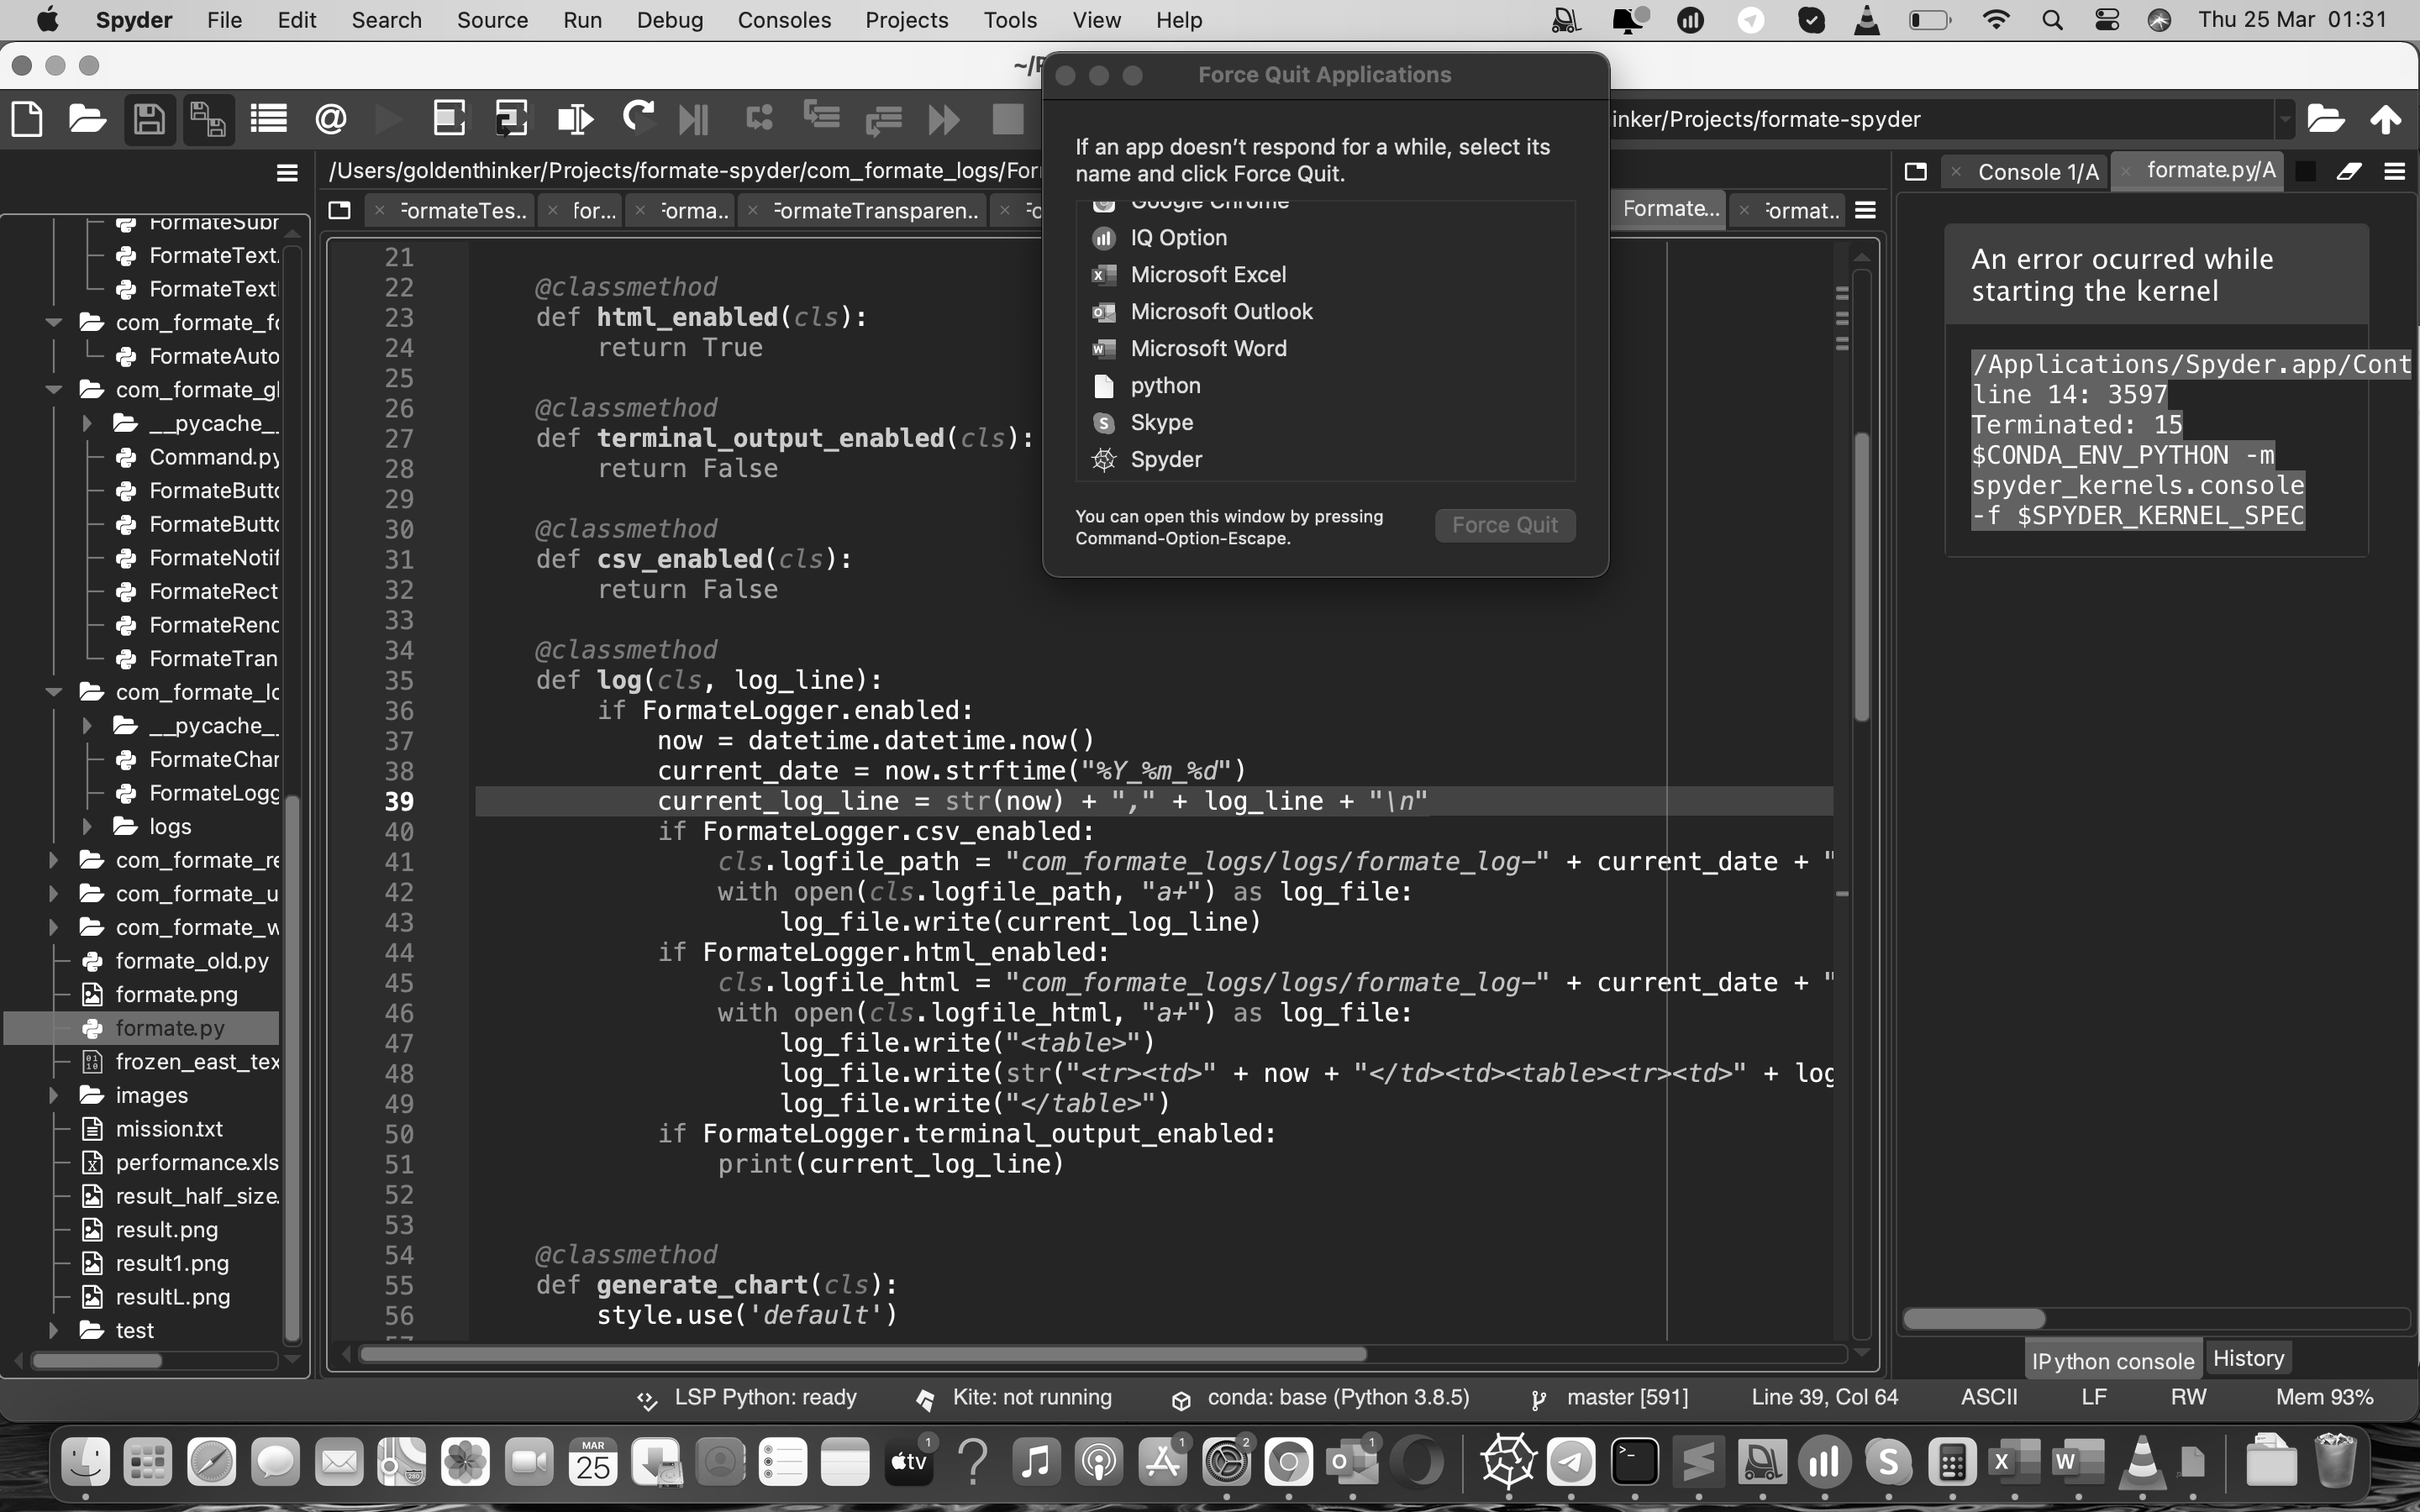 Spyder File Edit Search Source Run Debug Consoles Projects Tools View Help
Thu 25 Mar 01:31
~/P
inker/Projects/formate-spyder
/Users/goldenthinker/Projects/formate-spyder/com_formate_logs/For
FormateTes.. for... Forma.. FormateTransparen.. Formate... Format..
FormateSubr
FormateText.
FormateTextI
com_formate_fo
FormateAuto
com_formate_gl
__pycache__
Command.py
FormateButto
FormateButto
FormateNotif
FormateRect
FormateRend
FormateTran
com_formate_lo
__pycache__
FormateChar
FormateLogg
logs
com_formate_re
com_formate_u
com_formate_w
formate_old.py
formate.png
formate.py
frozen_east_tex
images
mission.txt
performance.xls
result_half_size.
result.png
result1.png
resultL.png
test
21
22 @classmethod
23 def html_enabled(cls):
24 return True
25
26 @classmethod
27 def terminal_output_enabled(cls):
28 return False
29
30 @classmethod
31 def csv_enabled(cls):
32 return False
33
34 @classmethod
35 def log(cls, log_line):
36 if FormateLogger.enabled:
37 now = datetime.datetime.now()
38 current_date = now.strftime("%Y_%m_%d")
39 current_log_line = str(now) + "," + log_line + "\n"
40 if FormateLogger.csv_enabled:
41 cls.logfile_path = "com_formate_logs/logs/formate_log-" + current_date + "
42 with open(cls.logfile_path, "a+") as log_file:
43 log_file.write(current_log_line)
44 if FormateLogger.html_enabled:
45 cls.logfile_html = "com_formate_logs/logs/formate_log-" + current_date + "
46 with open(cls.logfile_html, "a+") as log_file:
47 log_file.write("<table>")
48 log_file.write(str("<tr><td>" + now + "</td><td><table><tr><td>" + log
49 log_file.write("</table>")
50 if FormateLogger.terminal_output_enabled:
51 print(current_log_line)
52
53
54 @classmethod
55 def generate_chart(cls):
56 style.use('default')
57
Force Quit Applications
If an app doesn't respond for a while, select its
name and click Force Quit.
Google Chrome
IQ Option
Microsoft Excel
Microsoft Outlook
Microsoft Word
python
Skype
Spyder
You can open this window by pressing
Command-Option-Escape.
Force Quit
Console 1/A formate.py/A
An error ocurred while
starting the kernel
/Applications/Spyder.app/Cont
line 14: 3597
Terminated: 15
$CONDA_ENV_PYTHON -m
spyder_kernels.console
-f $SPYDER_KERNEL_SPEC
IPython console History
LSP Python: ready Kite: not running conda: base (Python 3.8.5) master [591] Line 39, Col 64 ASCII LF RW Mem 93%
MAR
25
280
tv
1
1
2
1